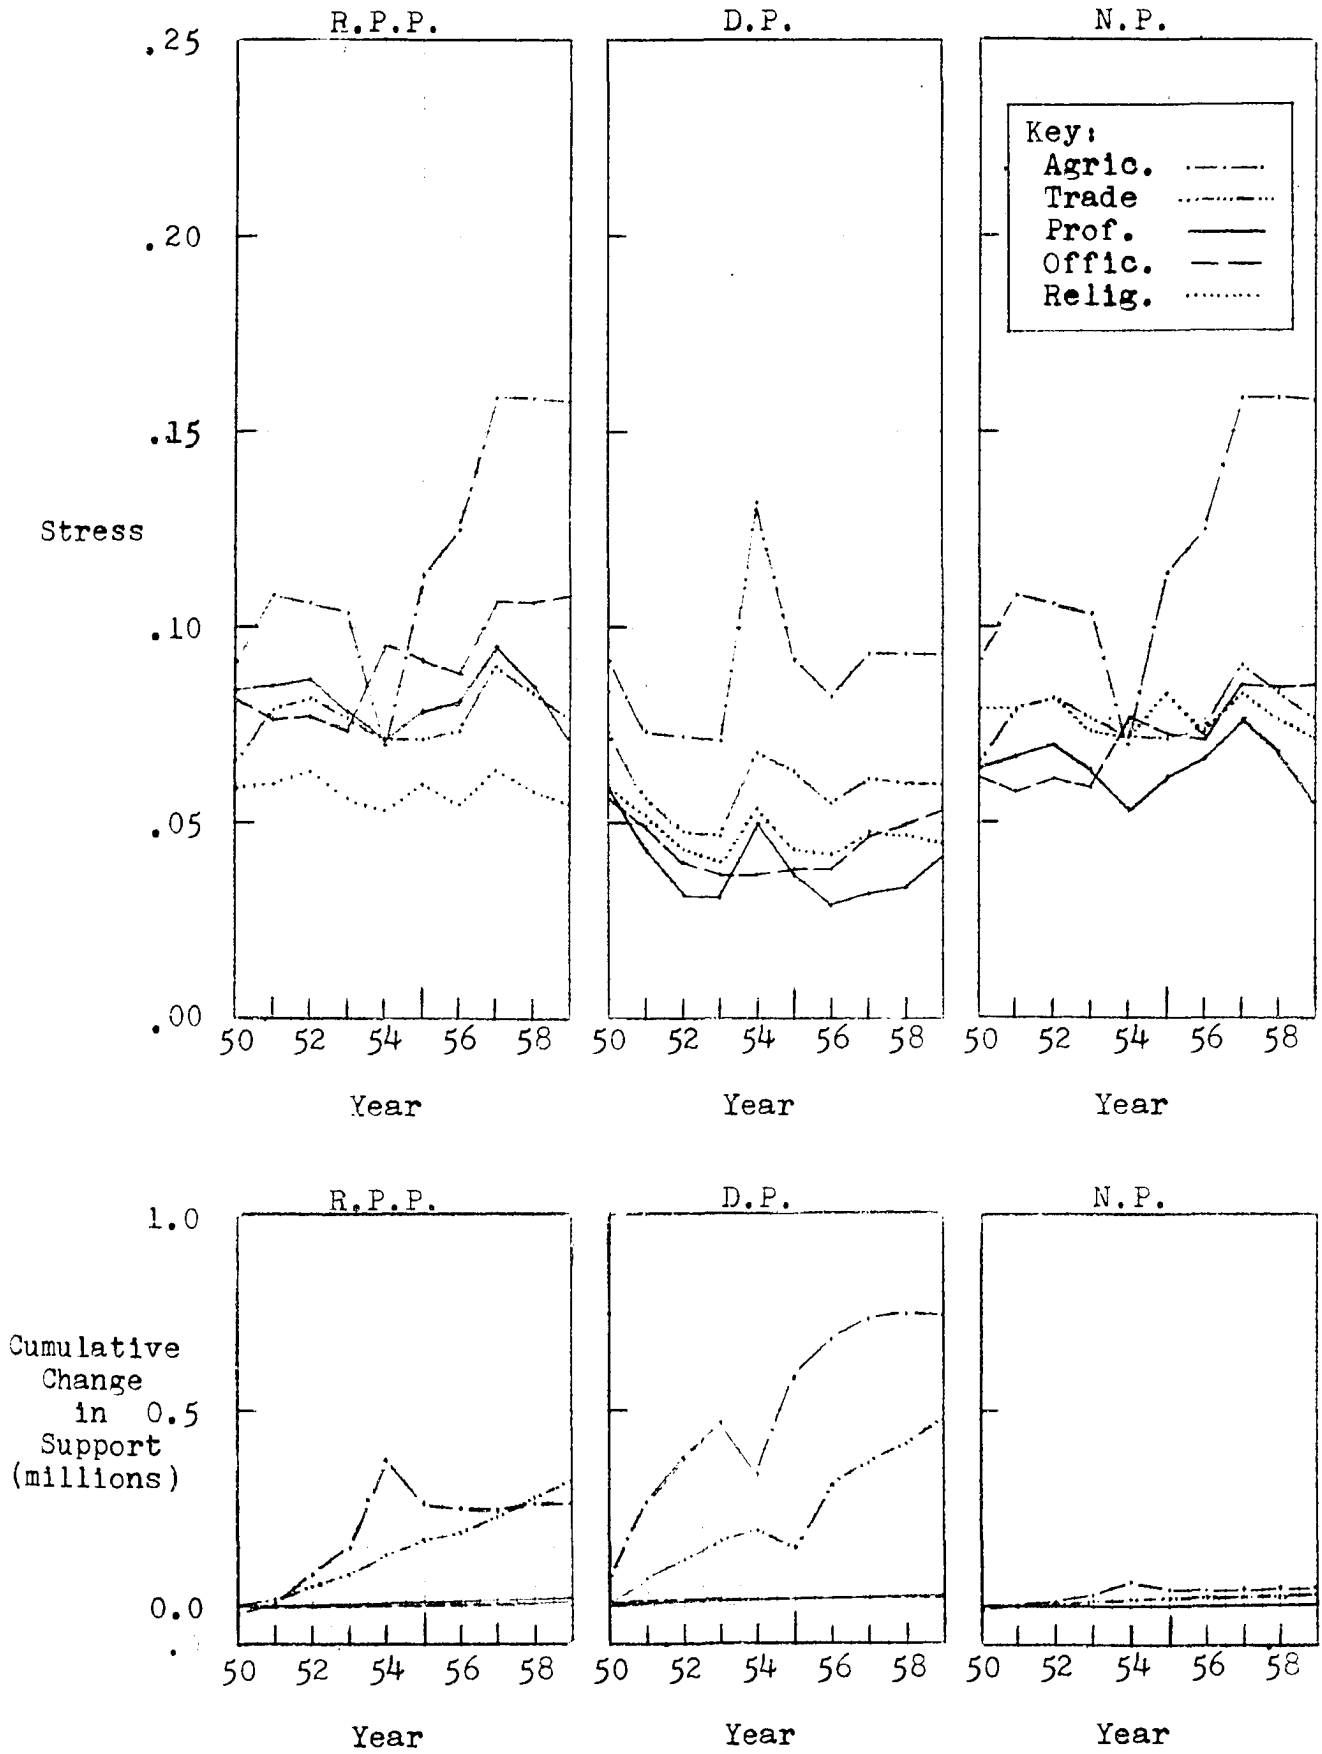 R.P.P. D.P. N.P.
.25
Key:
Agric.
Trade
Prof.
Offic.
Relig.
.20
.15
Stress
.10
.05
.00
50 52 54 56 58 50 52 54 56 58 50 52 54 56 58
Year Year Year
R.P.P. D.P. N.P.
1.0
Cumulative
Change
in 0.5
Support
(millions)
0.0
50 52 54 56 58 50 52 54 56 58 50 52 54 56 58
Year Year Year